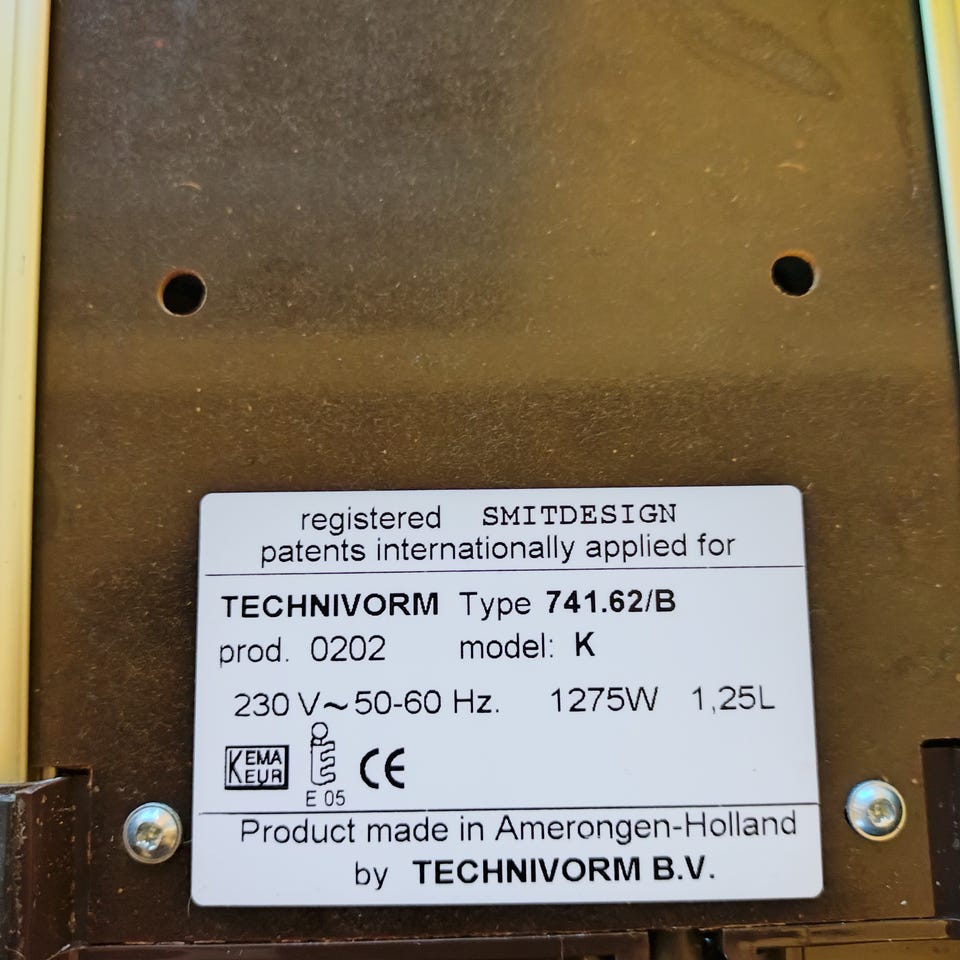 registered SMITDESIGN
patents internationally applied for
TECHNIVORM Type 741.62/B
prod. 0202 model: K
230 V~50-60 Hz. 1275W 1,25L
KEMA
KEUR
E 05
CE
Product made in Amerongen-Holland
by TECHNIVORM B.V.